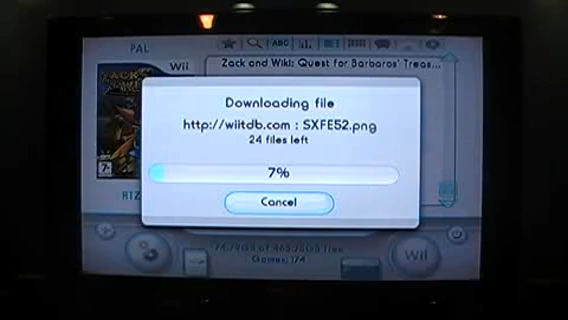 PAL
ABC
Wii
Zack and Wiki: Quest for Barbaros' Treas...
Downloading file
http://wiitdb.com : SXFE52.png
24 files left
7%
Cancel
RTZ
Games: 174
Wii